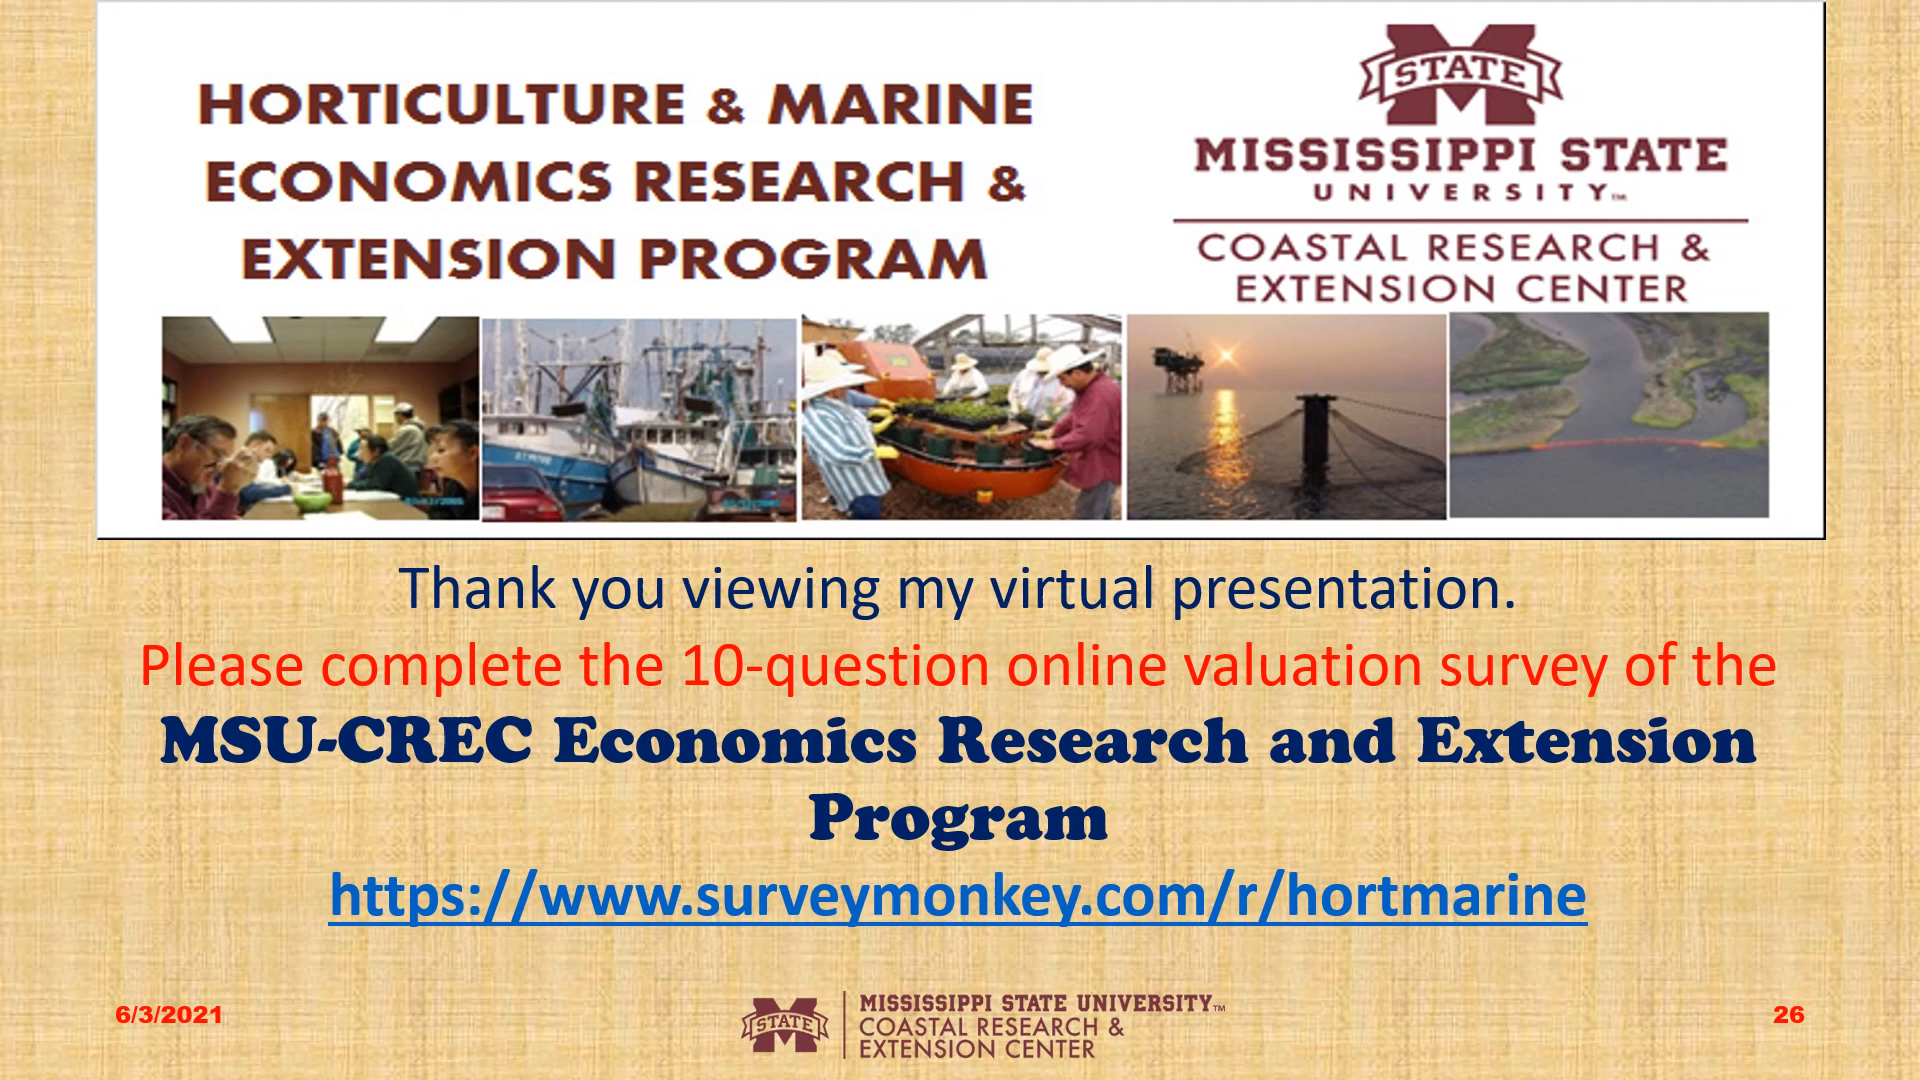 HORTICULTURE & MARINE
ECONOMICS RESEARCH &
EXTENSION PROGRAM
STATE
MISSISSIPPI STATE
UNIVERSITY™
COASTAL RESEARCH &
EXTENSION CENTER
Thank you viewing my virtual presentation.
Please complete the 10-question online valuation survey of the
MSU-CREC Economics Research and Extension
Program
https://www.surveymonkey.com/r/hortmarine
6/3/2021
STATE
MISSISSIPPI STATE UNIVERSITY™
COASTAL RESEARCH &
EXTENSION CENTER
26